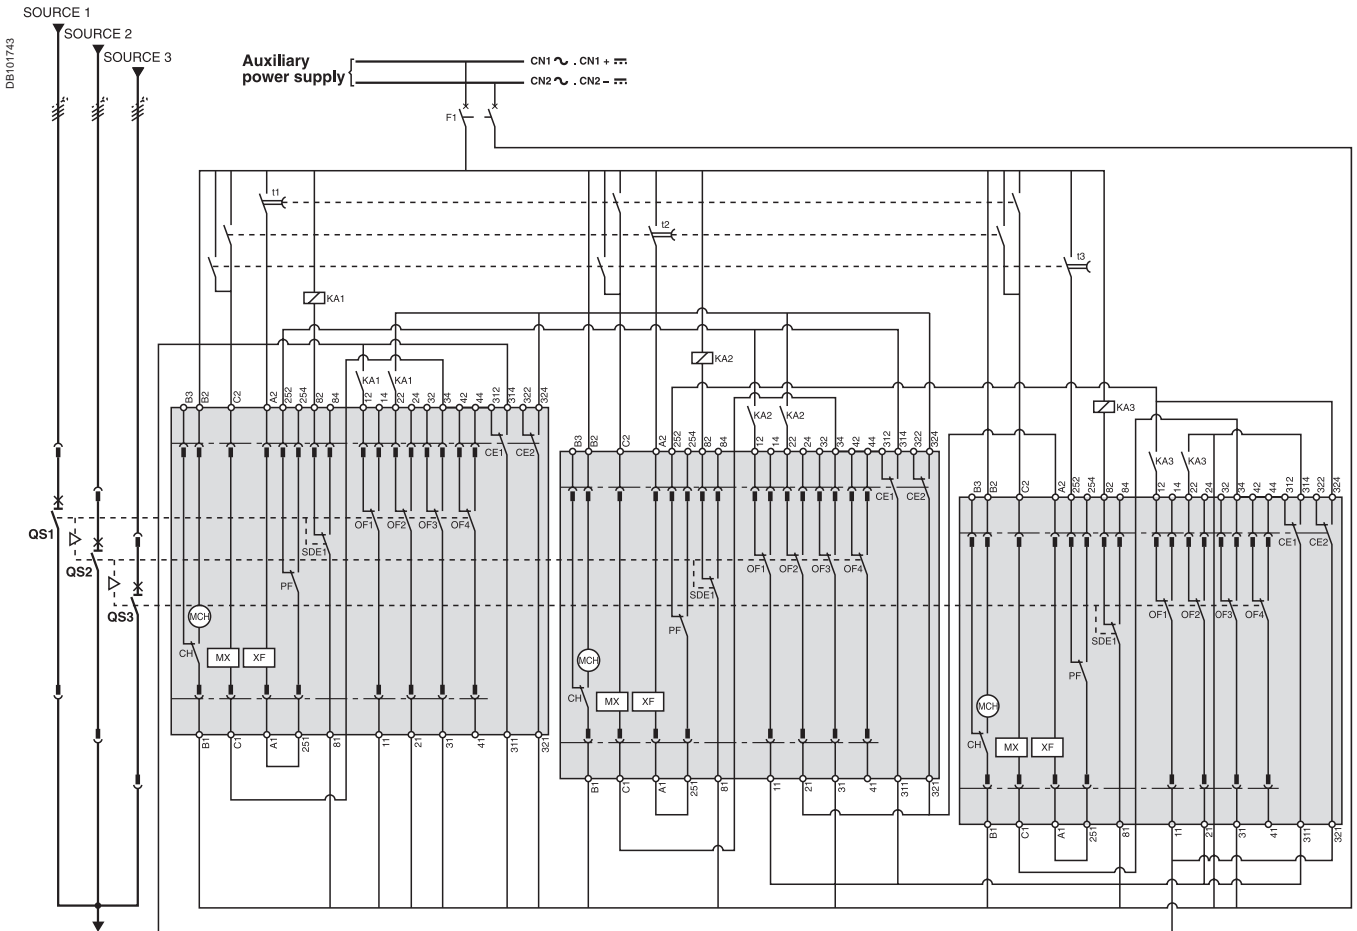 SOURCE 1
SOURCE 2
SOURCE 3
DB101743
Auxiliary
power supply
CN1 . CN1 +
CN2 . CN2 –
F1
t1
t2
t3
KA1
KA2
KA3
KA1 KA1
B3 B2 C2 A2 252 254 82 84 12 14 22 24 32 34 42 44 312 314 322 324
CE1 CE2
OF1 OF2 OF3 OF4
SDE1
PF
MCH
CH
MX XF
B1 C1 A1 251 81 11 21 31 41 311 321
KA2 KA2
B3 B2 C2 A2 252 254 82 84 12 14 22 24 32 34 42 44 312 314 322 324
CE1 CE2
OF1 OF2 OF3 OF4
SDE1
PF
MCH
CH
MX XF
B1 C1 A1 251 81 11 21 31 41 311 321
KA3 KA3
B3 B2 C2 A2 252 254 82 84 12 14 22 24 32 34 42 44 312 314 322 324
CE1 CE2
OF1 OF2 OF3 OF4
SDE1
PF
MCH
CH
MX XF
B1 C1 A1 251 81 11 21 31 41 311 321
QS1
QS2
QS3